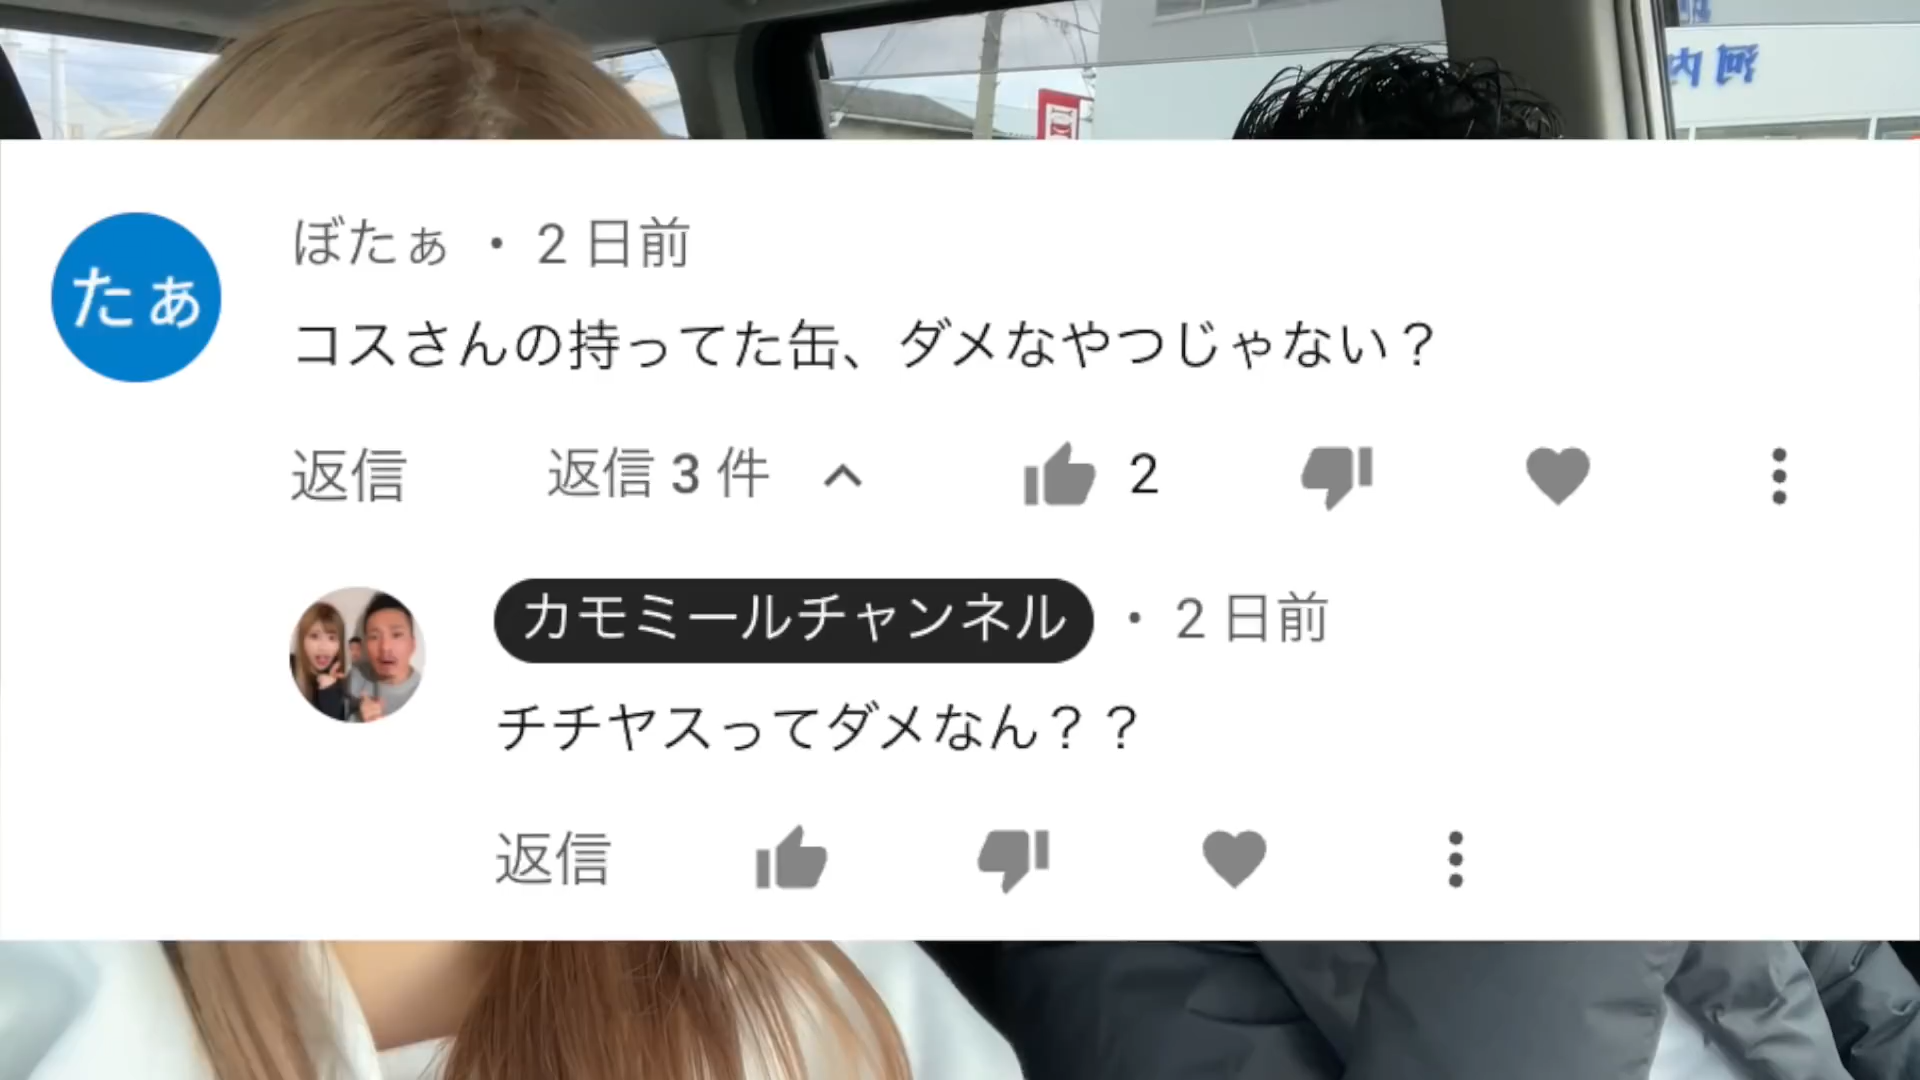 たぁ
ぼたぁ ・ 2 日前
コスさんの持ってた缶、ダメなやつじゃない？
返信 返信 3 件 2
カモミールチャンネル ・ 2 日前
チチヤスってダメなん？？
返信